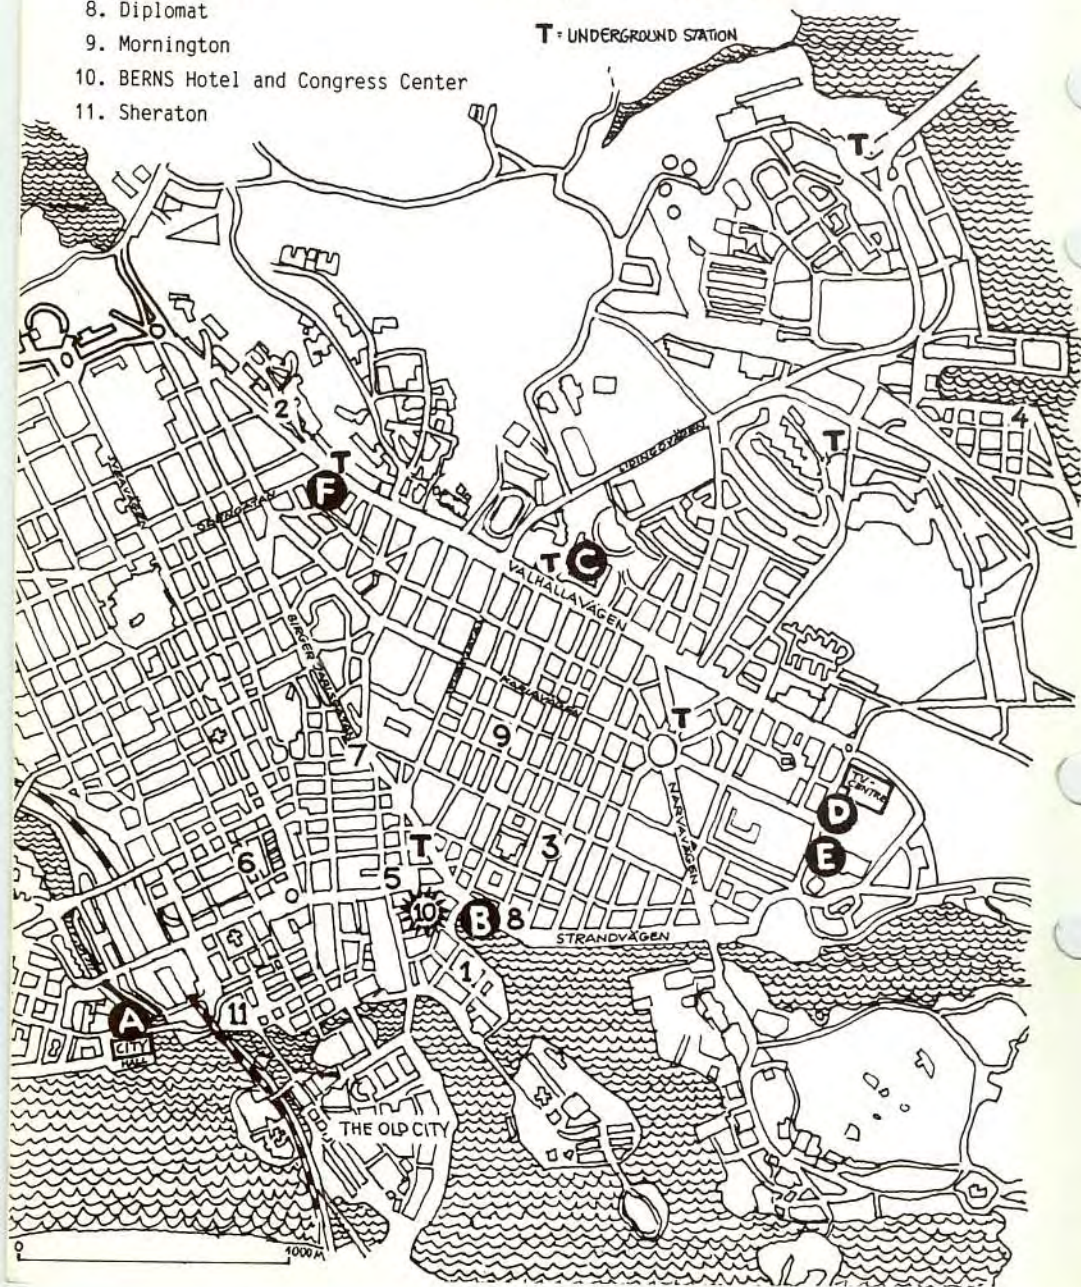 8. Diplomat
9. Mornington
10. BERNS Hotel and Congress Center
11. Sheraton
T = UNDERGROUND STATION
T
4
2
T
T
F
LIDINGÖVÄGEN
SVEAVÄGEN
T C
VALHALLAVÄGEN
BIRGER JARLSGATAN
KARLAVÄGEN
T
9
7
TV-
CENTRE
D
NARVAVÄGEN
T
3
E
6
5
10
B
8
STRANDVÄGEN
1
A
11
CITY
HALL
THE OLD CITY
0
1000 M